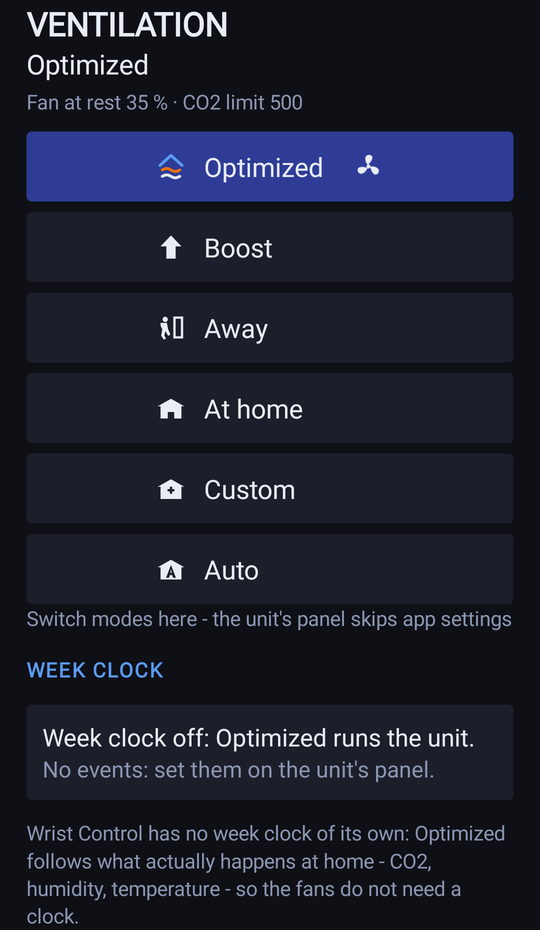 VENTILATION
Optimized
Fan at rest 35 % · CO2 limit 500
Optimized
Boost
Away
At home
Custom
Auto
Switch modes here - the unit's panel skips app settings
WEEK CLOCK
Week clock off: Optimized runs the unit.
No events: set them on the unit's panel.
Wrist Control has no week clock of its own: Optimized
follows what actually happens at home - CO2,
humidity, temperature - so the fans do not need a
clock.